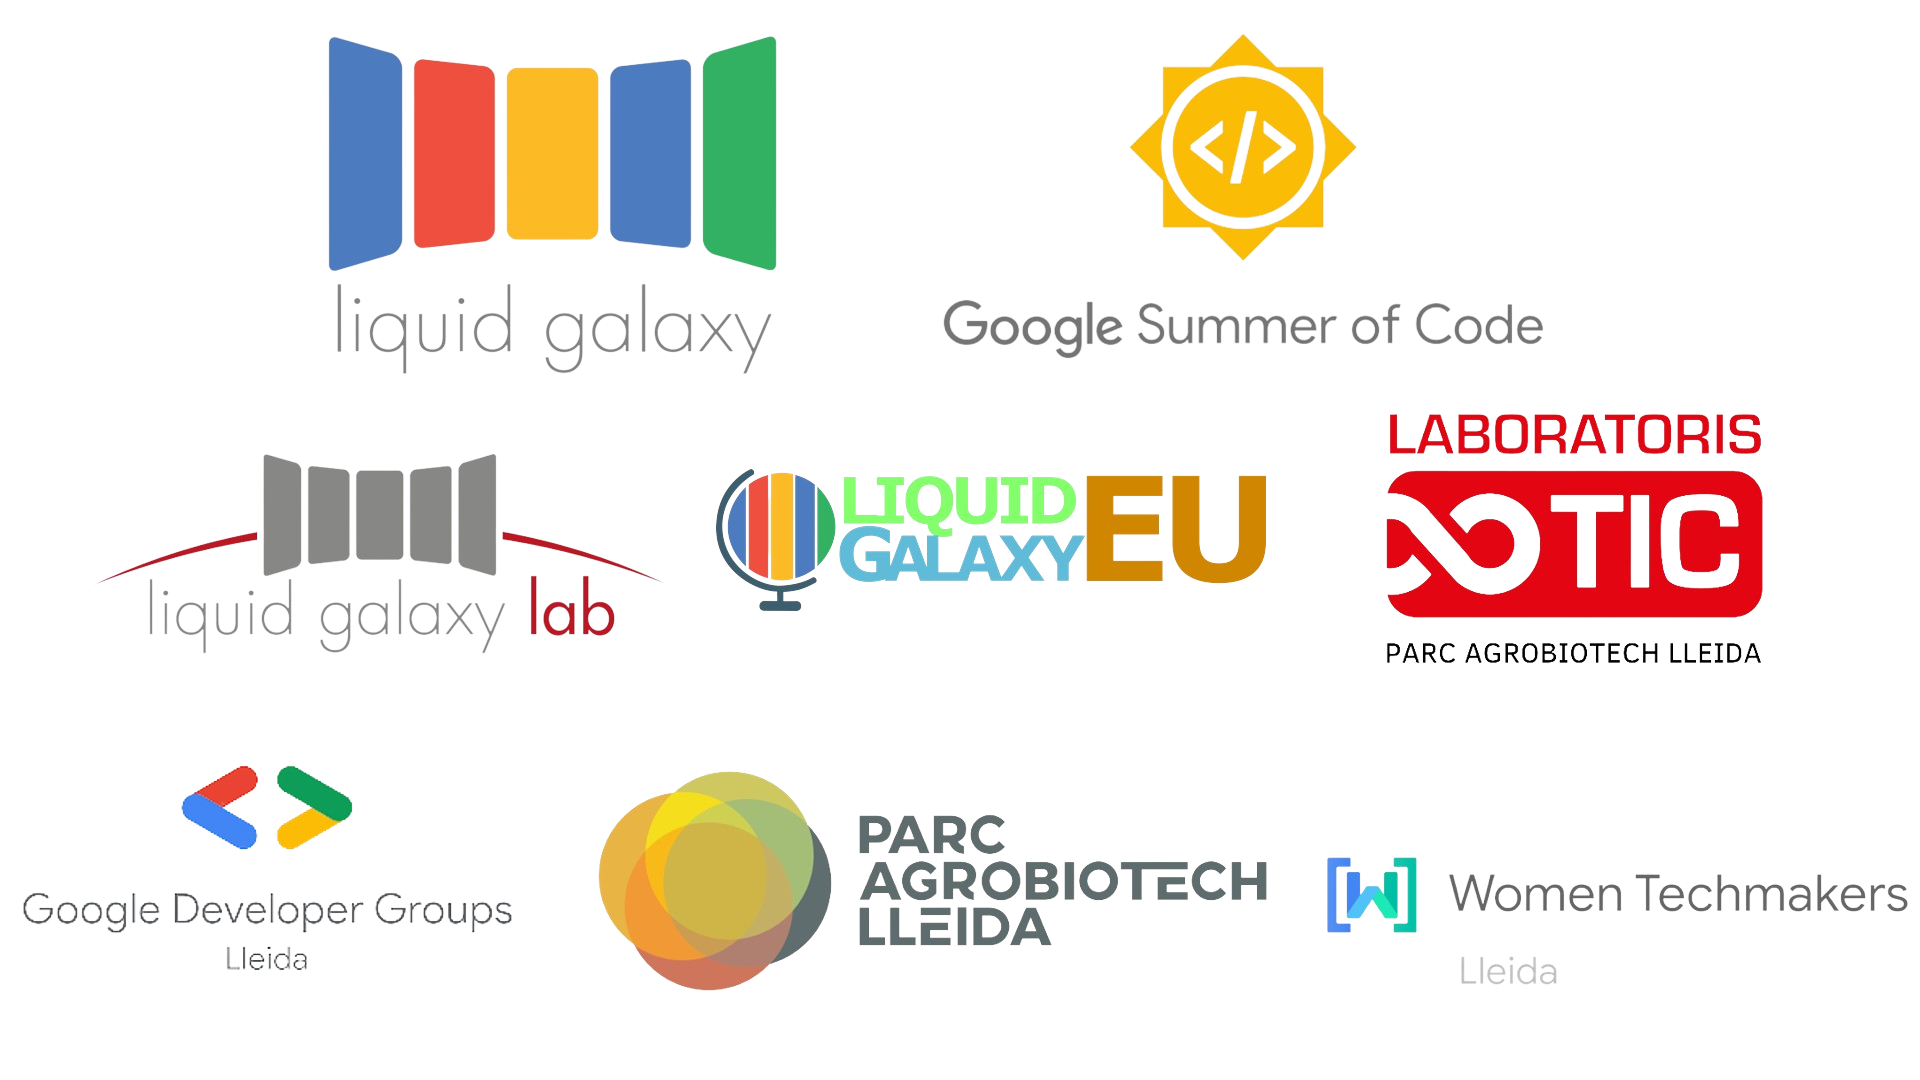 liquid galaxy
</>
Google Summer of Code
liquid galaxy lab
LIQUID
GALAXY
EU
LABORATORIS
TIC
PARC AGROBIOTECH LLEIDA
Google Developer Groups
Lleida
PARC
AGROBIOTECH
LLEIDA
W
Women Techmakers
Lleida